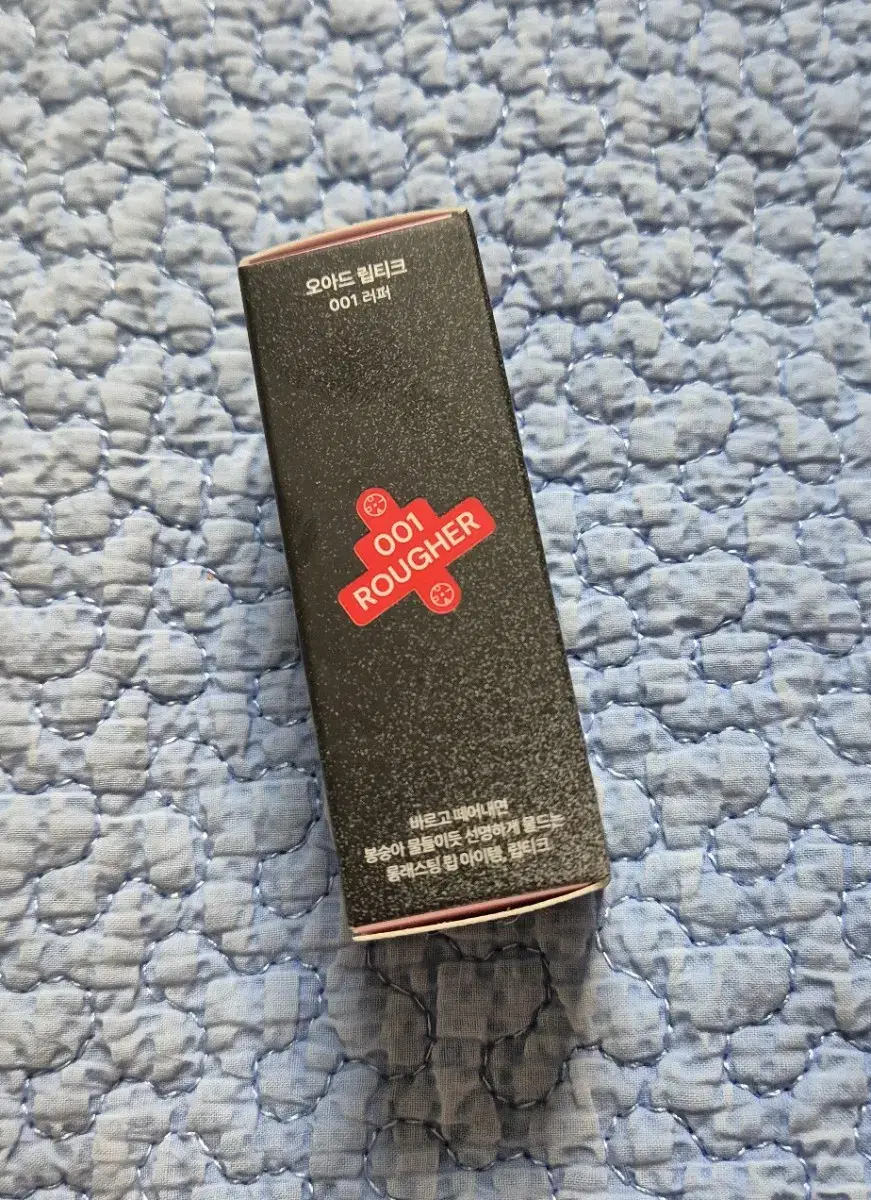 오아드 립티크
001 러퍼
001
ROUGHER
바르고 떼어내면
봉숭아 물들이듯 선명하게 물드는
롱래스팅 립 아이템, 립티크